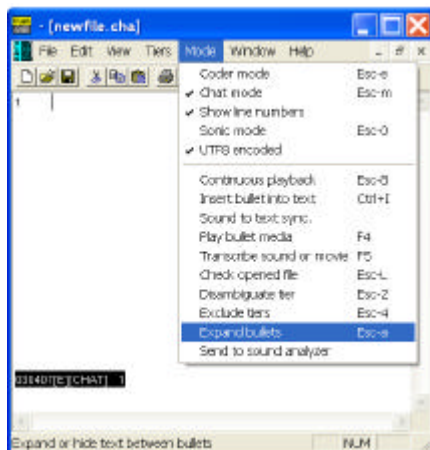 - [newfile.cha]
File Edit View Tiers Mode Window Help
1
Coder mode Esc-e
Chat mode Esc-m
Show line numbers
Sonic mode Esc-0
UTF8 encoded
Continuous playback Esc-8
Insert bullet into text Ctrl+I
Sound to text sync.
Play bullet media F4
Transcribe sound or movie F5
Check opened file Esc-L
Disambiguate tier Esc-2
Exclude tiers Esc-4
Expand bullets Esc-a
Send to sound analyzer
[E][CHAT] 1
Expand or hide text between bullets NUM